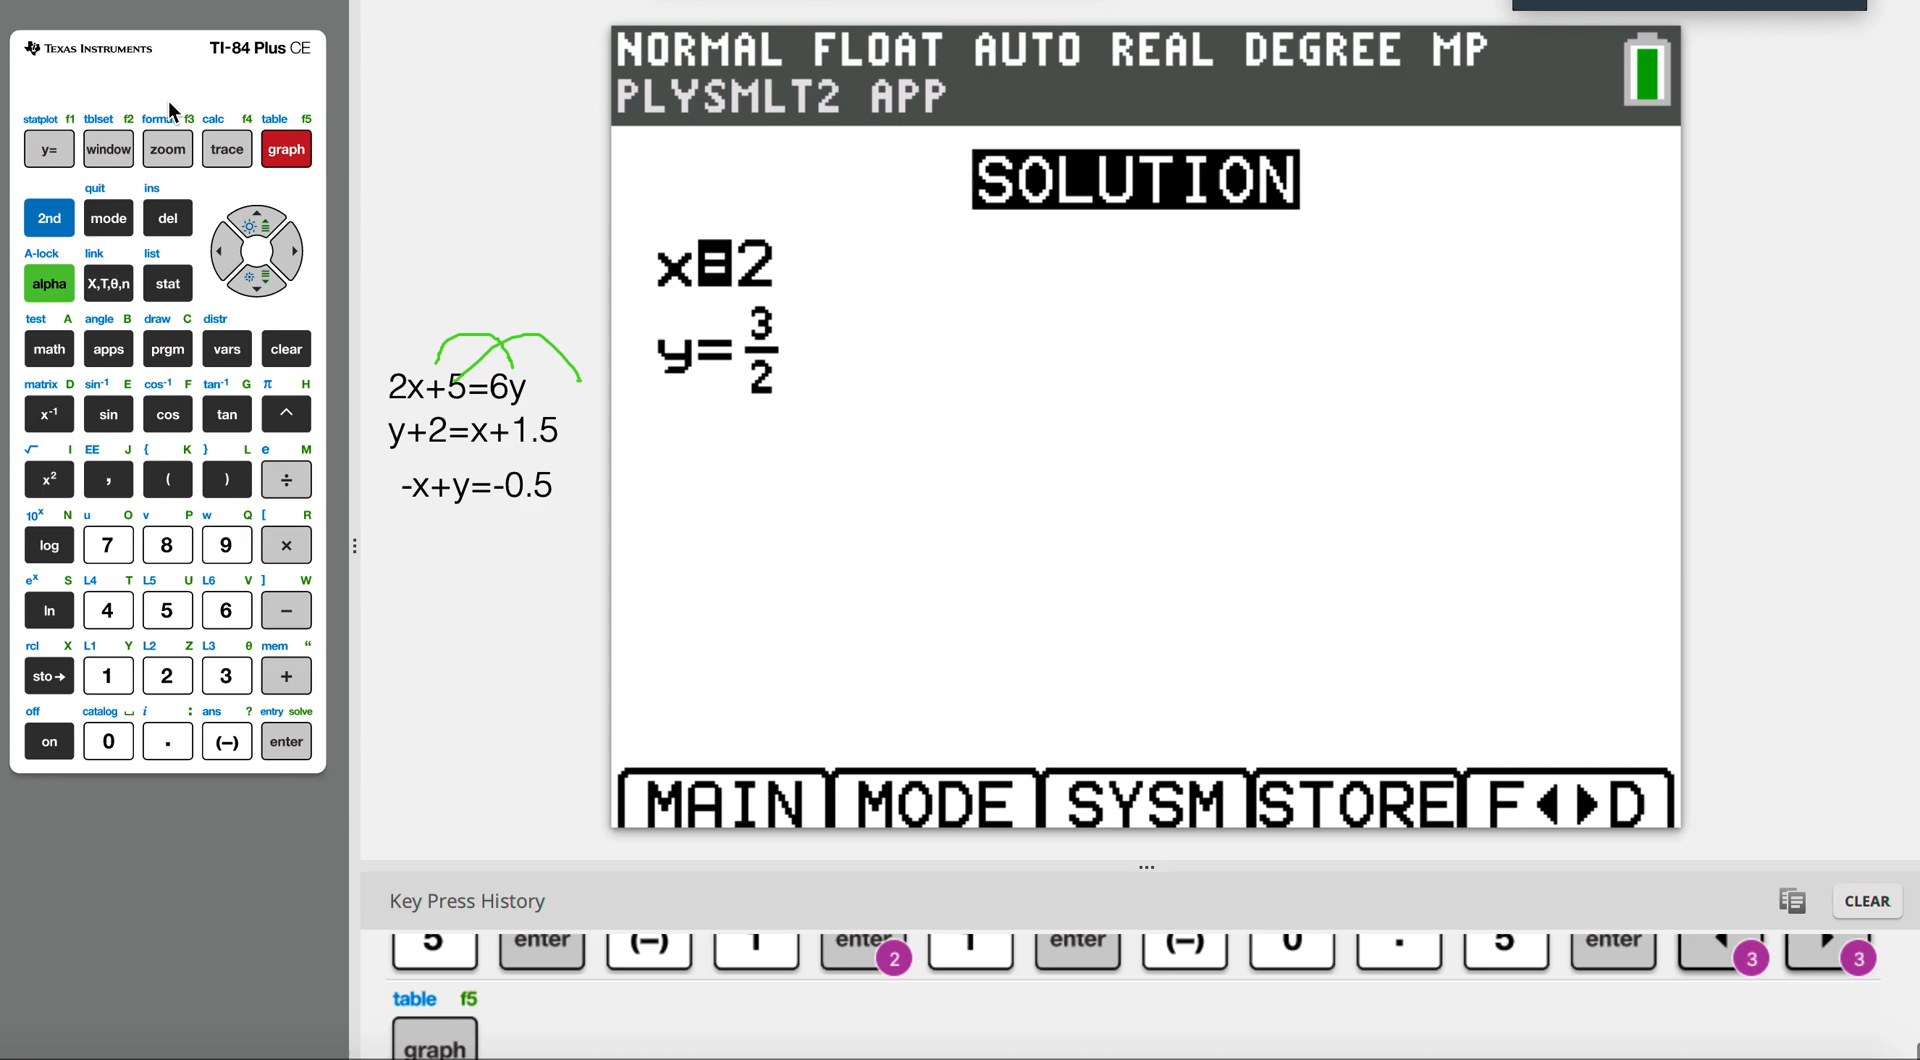 TEXAS INSTRUMENTS TI-84 Plus CE
statplot f1 tblset f2 f3 calc f4 table f5
y= window zoom trace graph
quit ins
2nd mode del
A-lock link list
alpha X,T,θ,n stat
test A angle B draw C distr
math apps prgm vars clear
matrix D sin-1 E cos-1 F tan-1 G π H
x-1 sin cos tan ^
√ I EE J { K } L e M
x² , ( ) ÷
10x N u O v P w Q [ R
log 7 8 9 ×
ex S L4 T L5 U L6 V ] W
ln 4 5 6 −
rcl X L1 Y L2 Z L3 θ mem "
sto→ 1 2 3 +
off catalog ⎵ i : ans ? entry solve
on 0 . (−) enter
2x+5=6y
y+2=x+1.5
-x+y=-0.5
NORMAL FLOAT AUTO REAL DEGREE MP
PLYSMLT2 APP
SOLUTION
x=2
y=3/2
MAIN MODE SYSM STORE F◀▶D
Key Press History
CLEAR
5 enter (−) 1 enter 2 1 enter (−) 0 . 5 enter ◀ 3 ▶ 3
table f5
graph